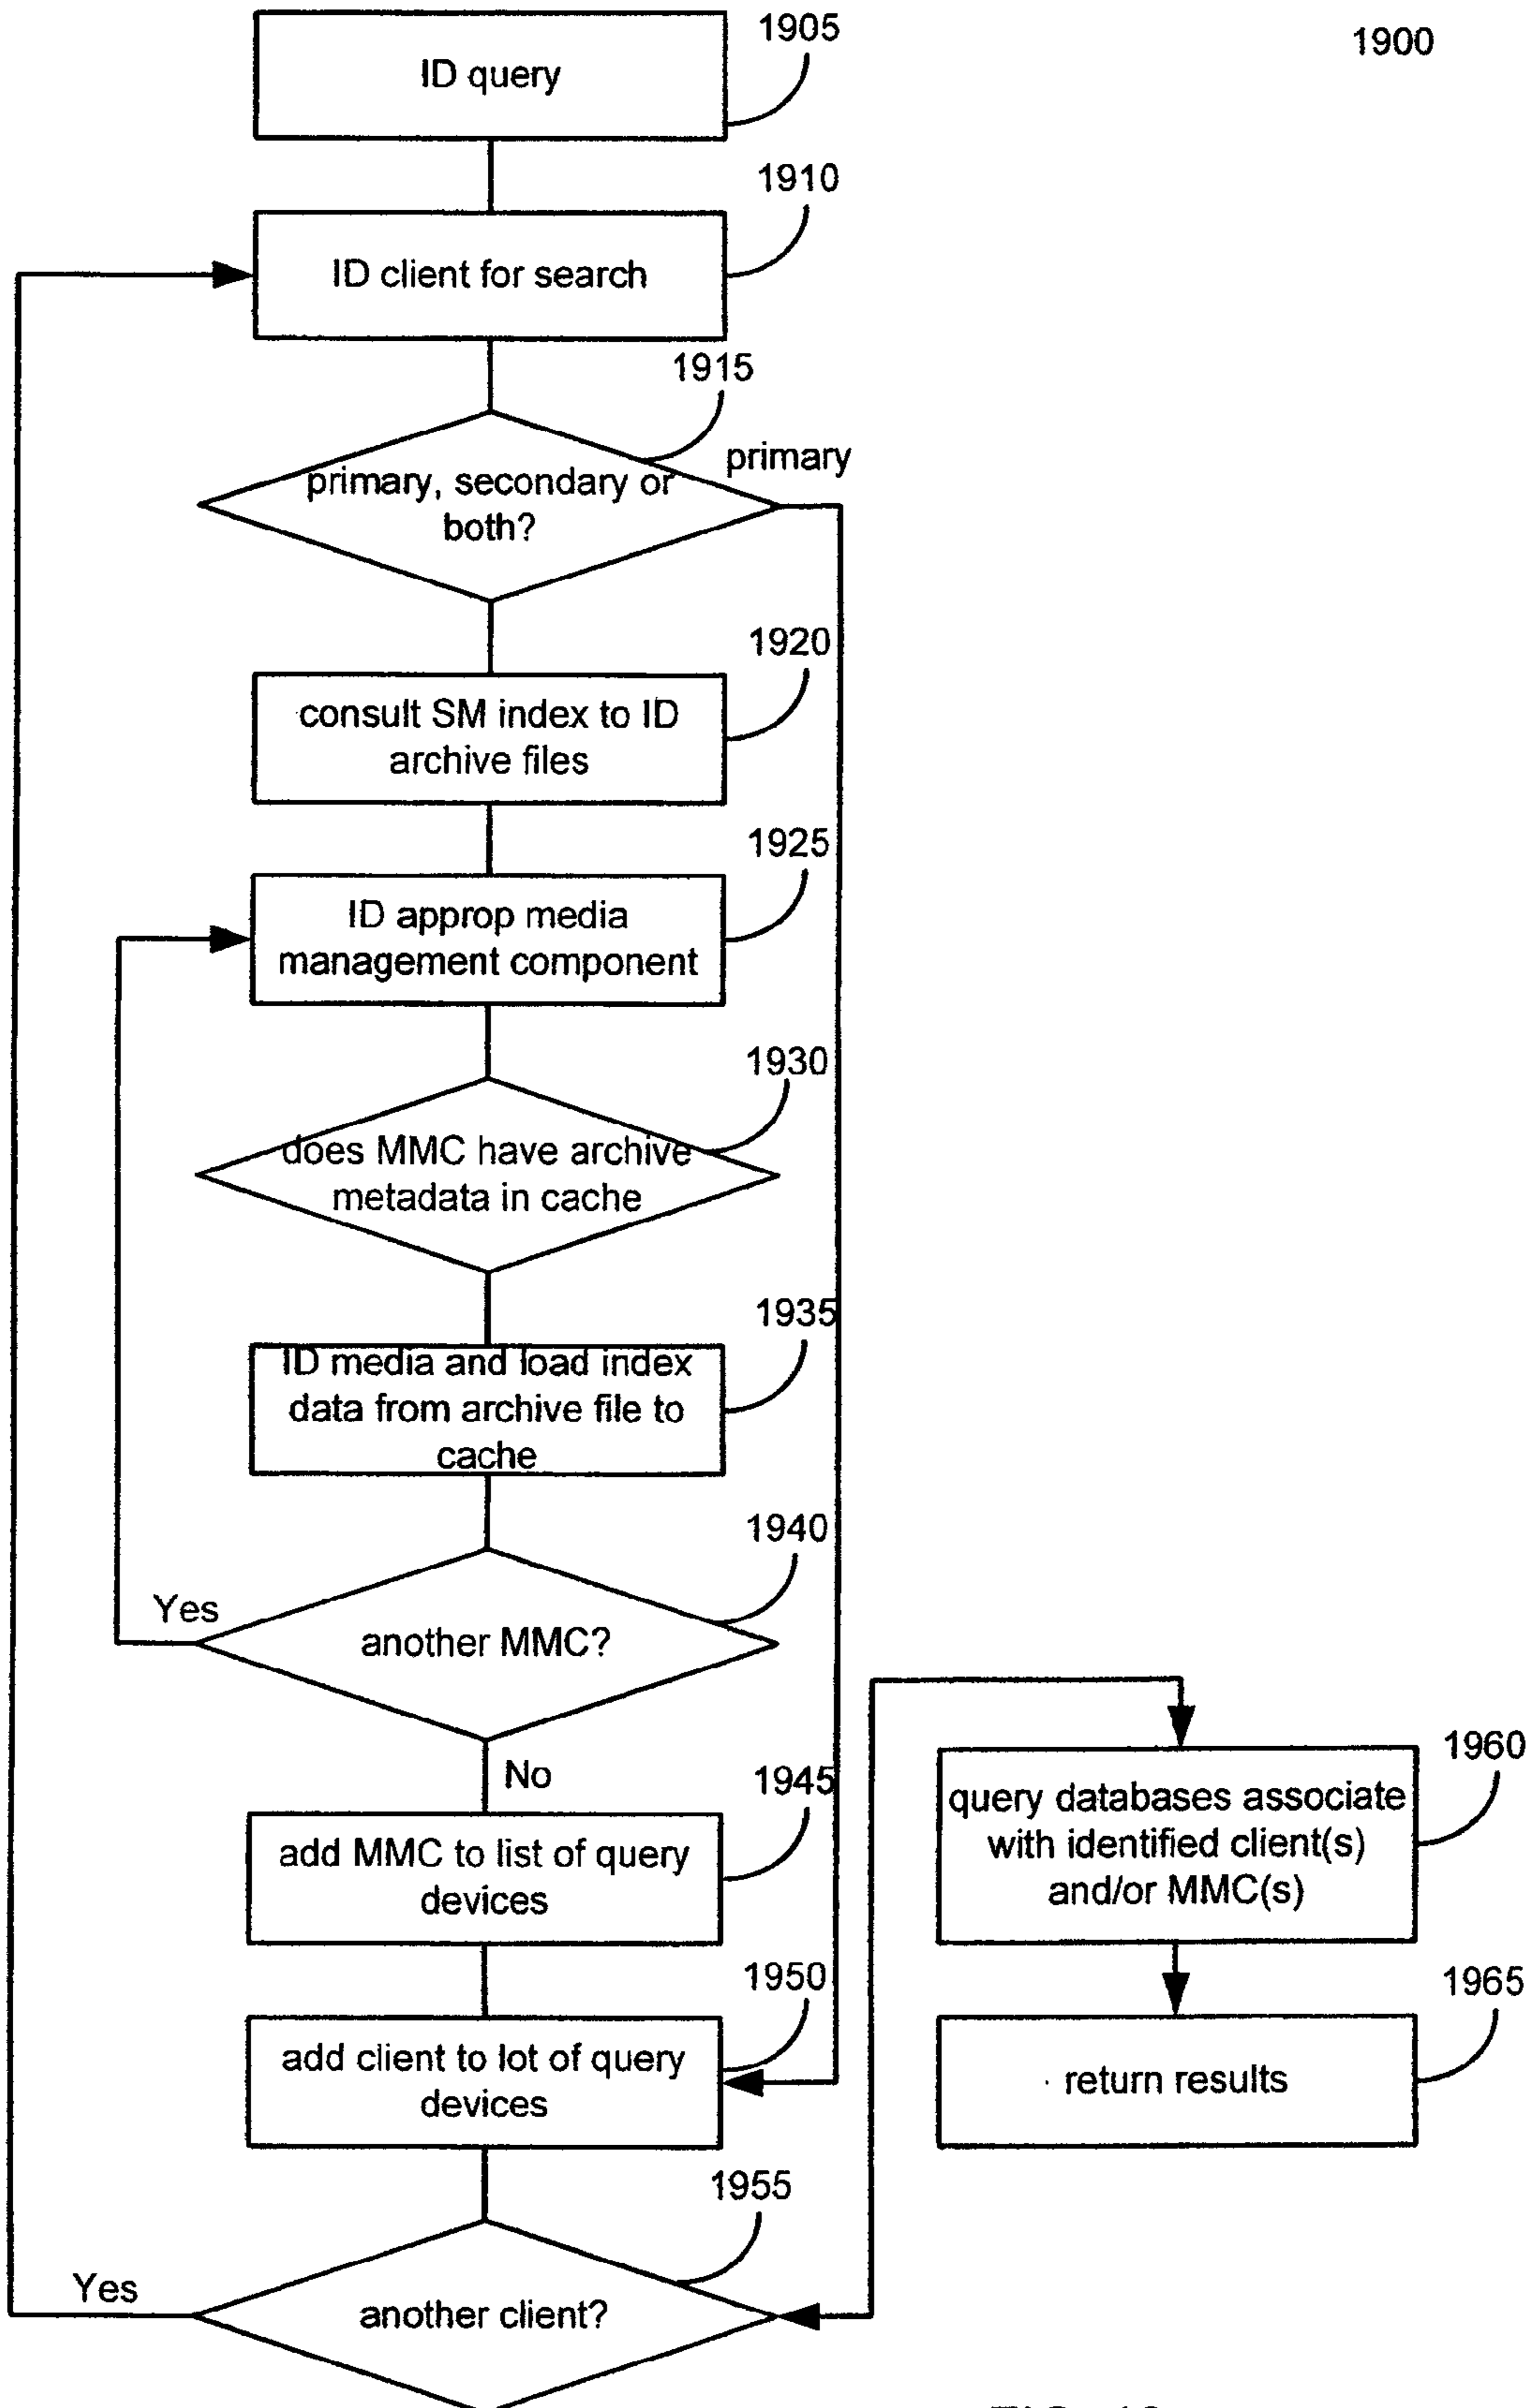 1900
ID query
1905
ID client for search
1910
1915
primary, secondary or
both?
primary
consult SM index to ID
archive files
1920
ID approp media
management component
1925
does MMC have archive
metadata in cache
1930
ID media and load index
data from archive file to
cache
1935
another MMC?
1940
Yes
No
add MMC to list of query
devices
1945
add client to lot of query
devices
1950
another client?
1955
Yes
query databases associate
with identified client(s)
and/or MMC(s)
1960
return results
1965